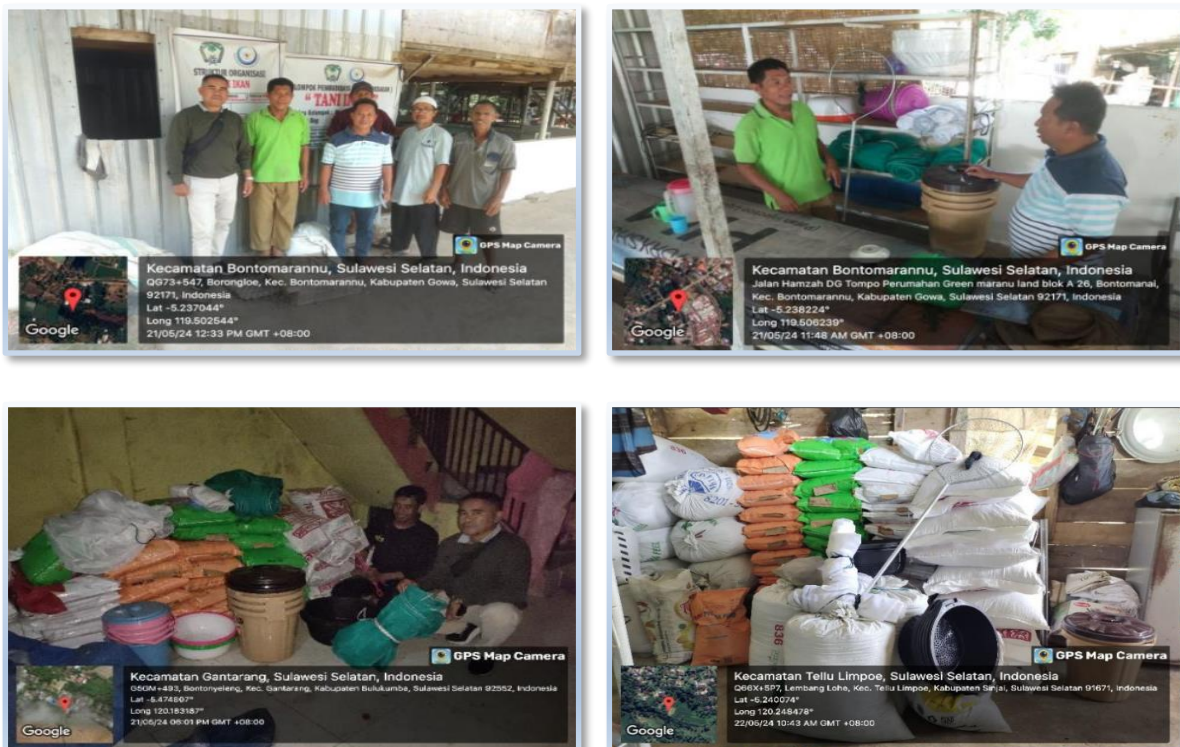 STRUKTUR ORGANISASI
IKAN
KELOMPOK PEMBUDIDAYA
GPS Map Camera
Kecamatan Bontomarannu, Sulawesi Selatan, Indonesia
QG73+547, Borongloe, Kec. Bontomarannu, Kabupaten Gowa, Sulawesi Selatan
92171, Indonesia
Lat -5.237044°
Long 119.502544°
21/05/24 12:33 PM GMT +08:00
Google
GPS Map Camera
Kecamatan Bontomarannu, Sulawesi Selatan, Indonesia
Jalan Hamzah DG Tompo Perumahan Green maranu land blok A 26, Bontomanai,
Kec. Bontomarannu, Kabupaten Gowa, Sulawesi Selatan 92171, Indonesia
Lat -5.238224°
Long 119.506239°
21/05/24 11:48 AM GMT +08:00
Google
GPS Map Camera
Kecamatan Gantarang, Sulawesi Selatan, Indonesia
G5GM+493, Bontonyeleng, Kec. Gantarang, Kabupaten Bulukumba, Sulawesi Selatan 92552, Indonesia
Lat -5.474607°
Long 120.183187°
21/05/24 06:01 PM GMT +08:00
Google
836
836
GPS Map Camera
Kecamatan Tellu Limpoe, Sulawesi Selatan, Indonesia
Q66X+5P7, Lembang Lohe, Kec. Tellu Limpoe, Kabupaten Sinjai, Sulawesi Selatan 91671, Indonesia
Lat -5.240074°
Long 120.248478°
22/05/24 10:43 AM GMT +08:00
Google